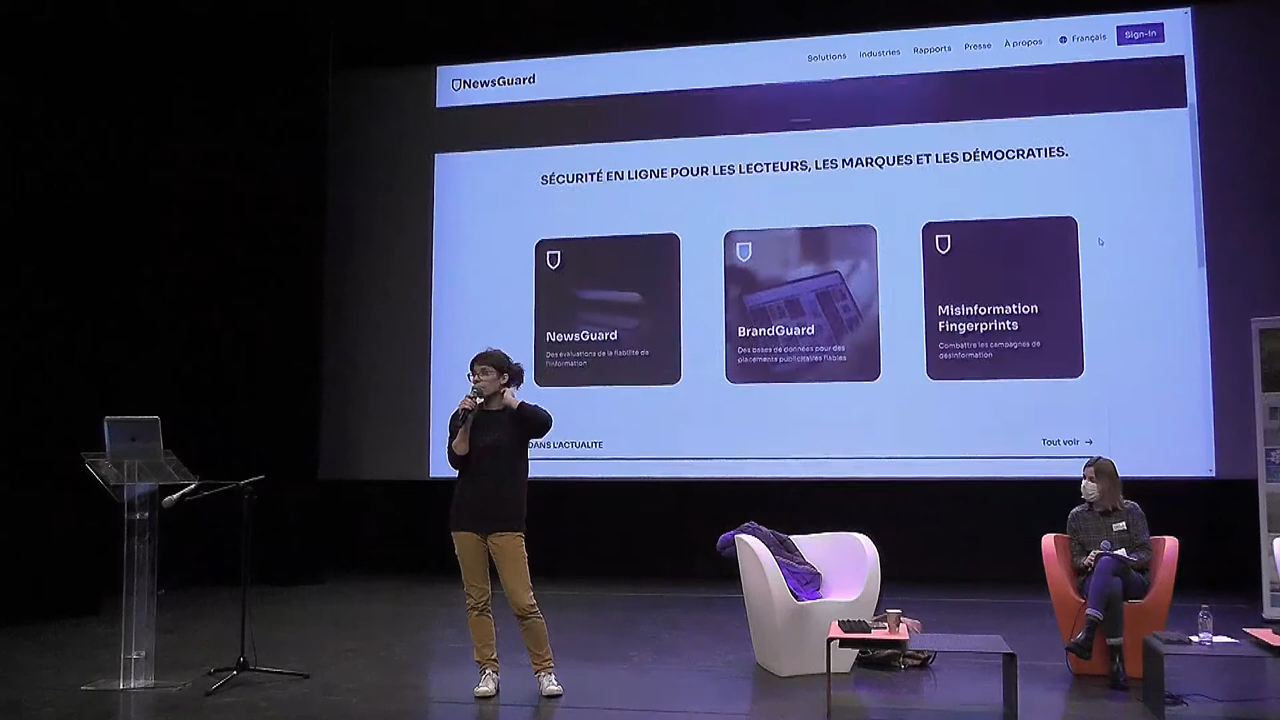 NewsGuard
Solutions Industries Rapports Presse À propos Français Sign-in
SÉCURITÉ EN LIGNE POUR LES LECTEURS, LES MARQUES ET LES DÉMOCRATIES.
NewsGuard
Des évaluations de la fiabilité de
l'information
BrandGuard
Des bases de données pour des
placements publicitaires fiables
Misinformation
Fingerprints
Combattre les campagnes de
désinformation
DANS L'ACTUALITE
Tout voir →